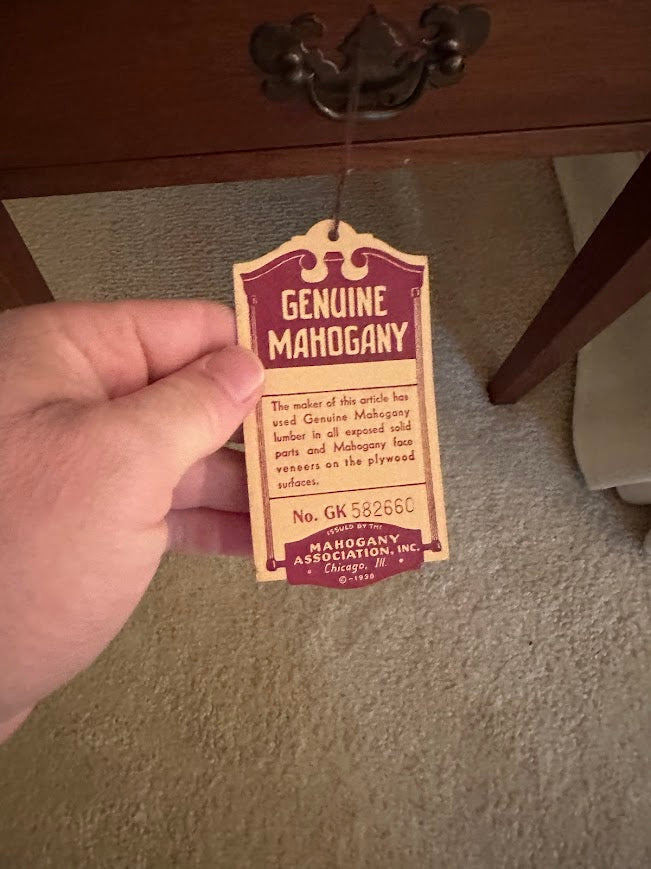 GENUINE
MAHOGANY
The maker of this article has
used Genuine Mahogany
lumber in all exposed solid
parts and Mahogany face
veneers on the plywood
surfaces.
No. GK 582660
ISSUED BY THE
MAHOGANY
ASSOCIATION, INC.
• Chicago, Ill. •